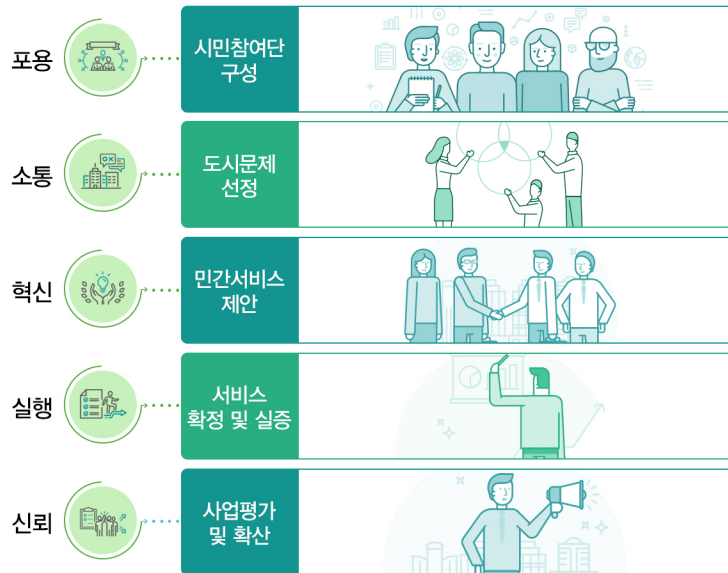 포용
시민참여단
구성
소통
OX
도시문제
선정
혁신
민간서비스
제안
실행
서비스
확정 및 실증
신뢰
사업평가
및 확산